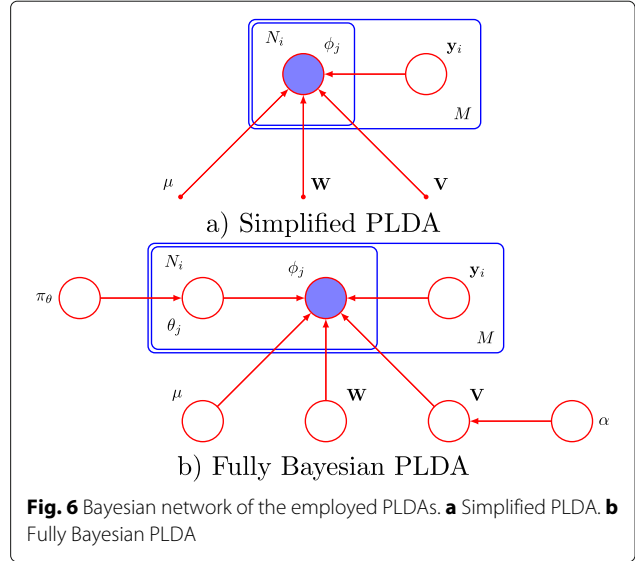 N_i
ϕ_j
y_i
M
μ
W
V
a) Simplified PLDA
N_i
ϕ_j
y_i
π_θ
θ_j
M
μ
W
V
α
b) Fully Bayesian PLDA
Fig. 6 Bayesian network of the employed PLDAs. a Simplified PLDA. b
Fully Bayesian PLDA